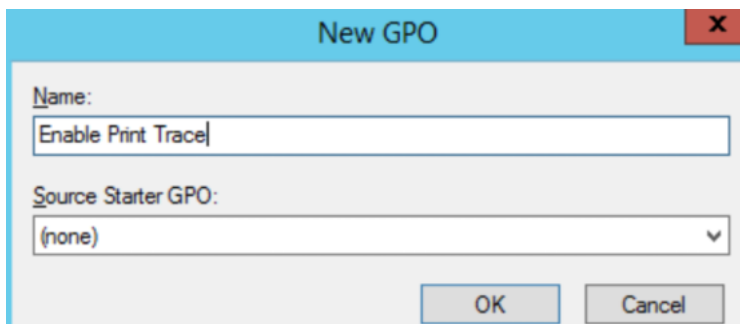 New GPO
x
Name:
Enable Print Trace
Source Starter GPO:
(none)
OK Cancel